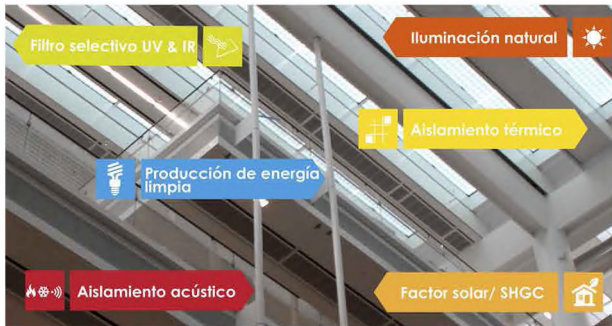 Filtro selectivo UV & IR
Iluminación natural
Aislamiento térmico
Producción de energía
limpia
Aislamiento acústico
Factor solar/ SHGC